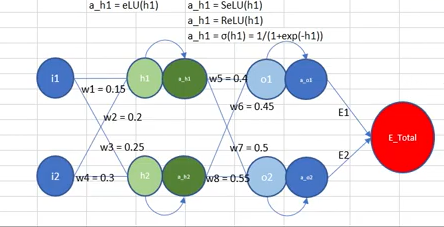 a_h1 = eLU(h1) a_h1 = SeLU(h1)
a_h1 = ReLU(h1)
a_h1 = σ(h1) = 1/(1+exp(-h1))
i1 h1 a_h1 w5 = 0.4 o1 a_o1
w1 = 0.15
w6 = 0.45
E1
w2 = 0.2
E_Total
w3 = 0.25
w7 = 0.5
E2
i2 w4 = 0.3 h2 a_h2 w8 = 0.55 o2 a_o2